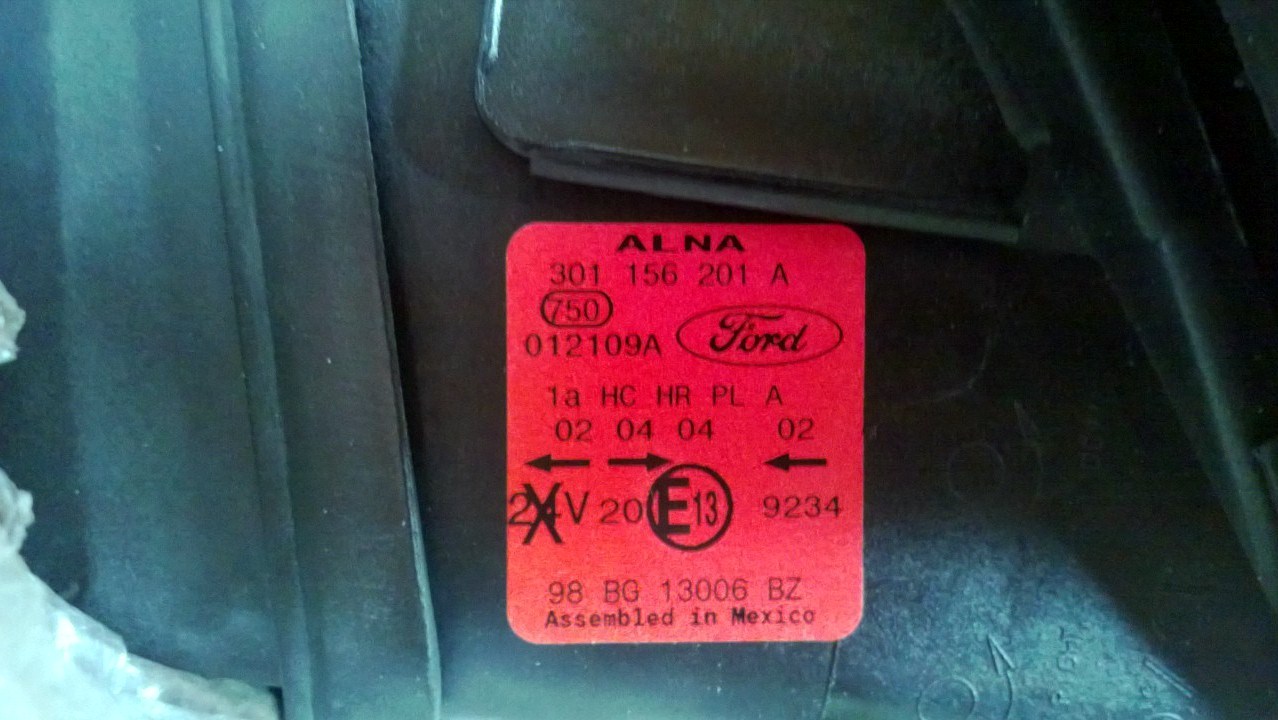 ALNA
301 156 201 A
750
012109A
Ford
1a HC HR PL A
02 04 04 02
24V 20 E13 9234
98 BG 13006 BZ
Assembled in Mexico